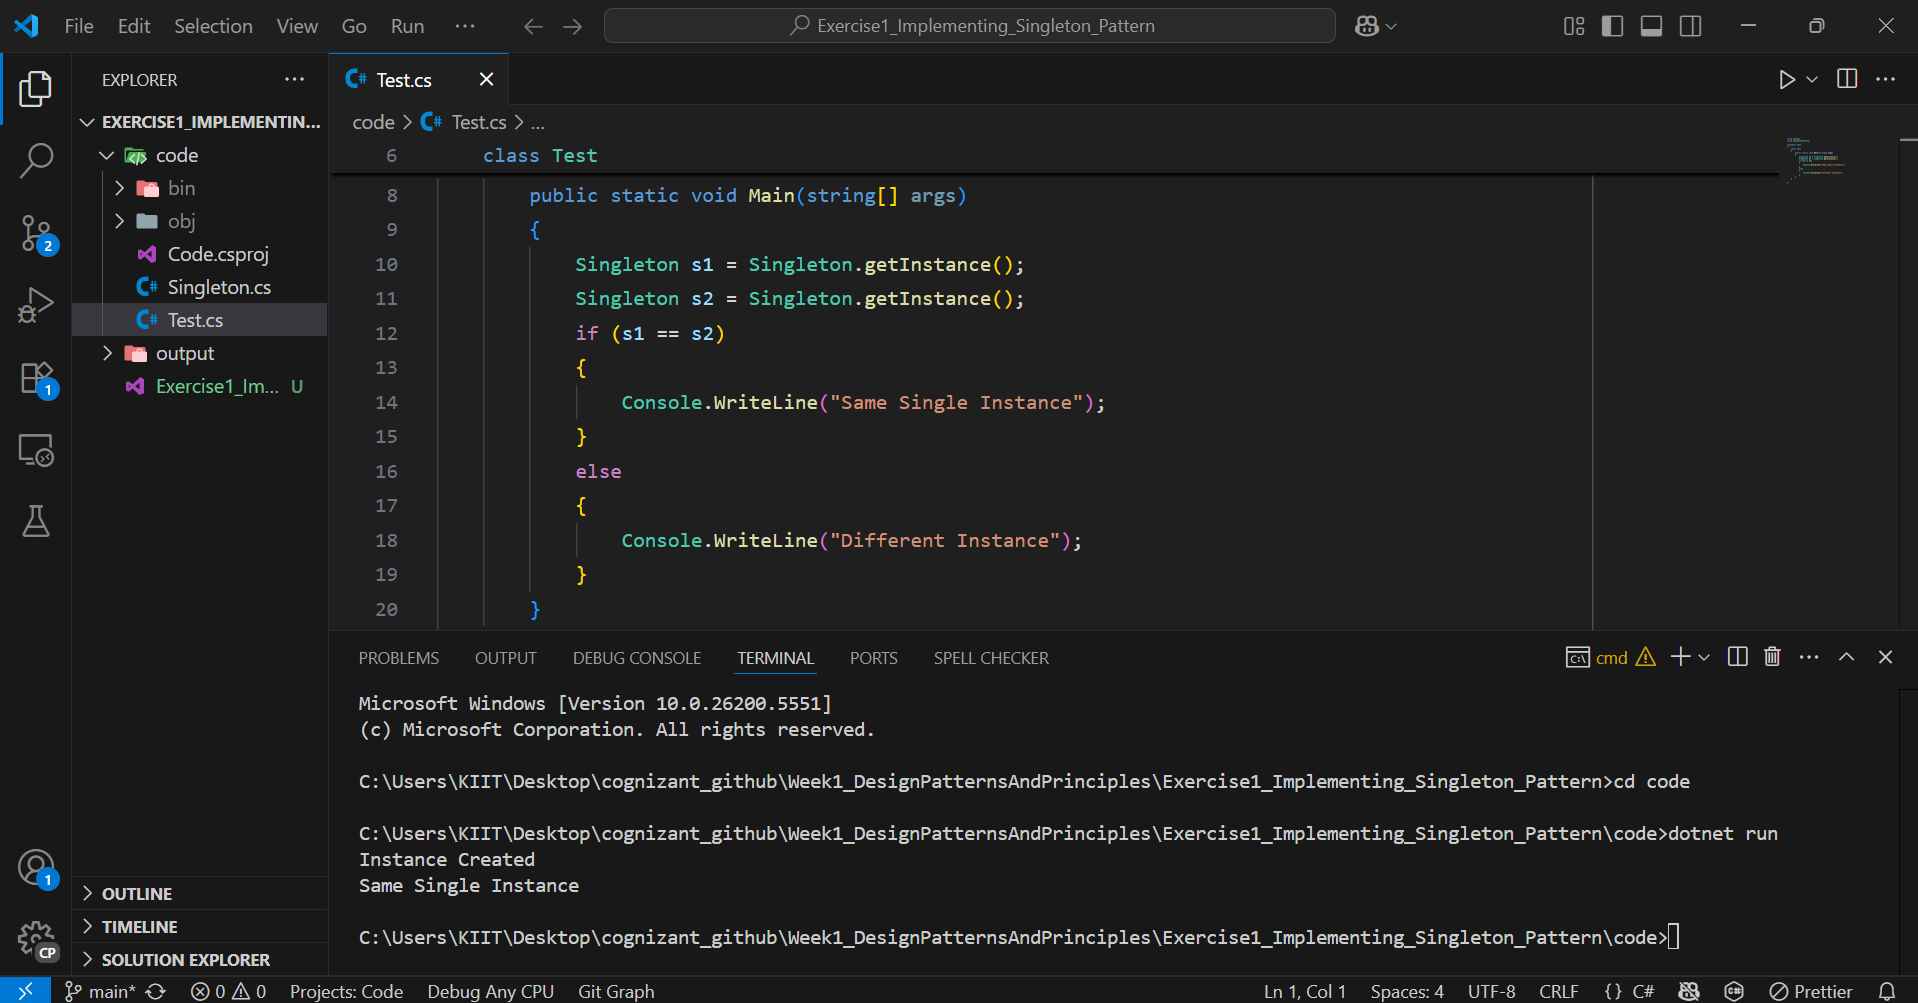 File Edit Selection View Go Run ··· Exercise1_Implementing_Singleton_Pattern
EXPLORER ···
EXERCISE1_IMPLEMENTIN...
code
bin
obj
Code.csproj
Singleton.cs
Test.cs
output
Exercise1_Im... U
2
1
1
CP
OUTLINE
TIMELINE
SOLUTION EXPLORER
Test.cs
code > Test.cs > ...
6 class Test
8 public static void Main(string[] args)
9 {
10 Singleton s1 = Singleton.getInstance();
11 Singleton s2 = Singleton.getInstance();
12 if (s1 == s2)
13 {
14 Console.WriteLine("Same Single Instance");
15 }
16 else
17 {
18 Console.WriteLine("Different Instance");
19 }
20 }
PROBLEMS OUTPUT DEBUG CONSOLE TERMINAL PORTS SPELL CHECKER cmd
Microsoft Windows [Version 10.0.26200.5551]
(c) Microsoft Corporation. All rights reserved.
C:\Users\KIIT\Desktop\cognizant_github\Week1_DesignPatternsAndPrinciples\Exercise1_Implementing_Singleton_Pattern>cd code
C:\Users\KIIT\Desktop\cognizant_github\Week1_DesignPatternsAndPrinciples\Exercise1_Implementing_Singleton_Pattern\code>dotnet run
Instance Created
Same Single Instance
C:\Users\KIIT\Desktop\cognizant_github\Week1_DesignPatternsAndPrinciples\Exercise1_Implementing_Singleton_Pattern\code>
main* 0 0 Projects: Code Debug Any CPU Git Graph Ln 1, Col 1 Spaces: 4 UTF-8 CRLF {} C# Prettier